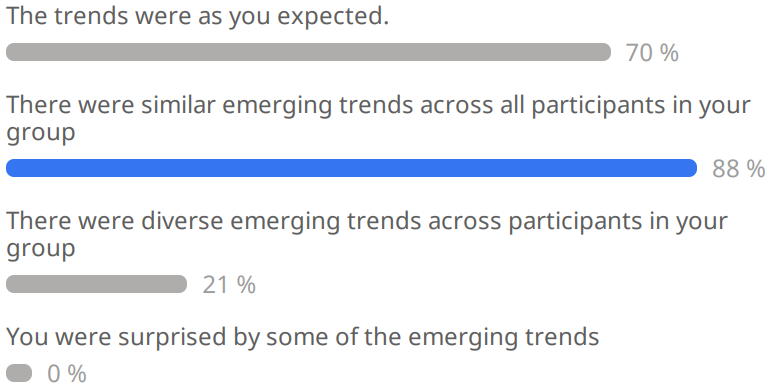 The trends were as you expected.
70 %
There were similar emerging trends across all participants in your
group
88 %
There were diverse emerging trends across participants in your
group
21 %
You were surprised by some of the emerging trends
0 %